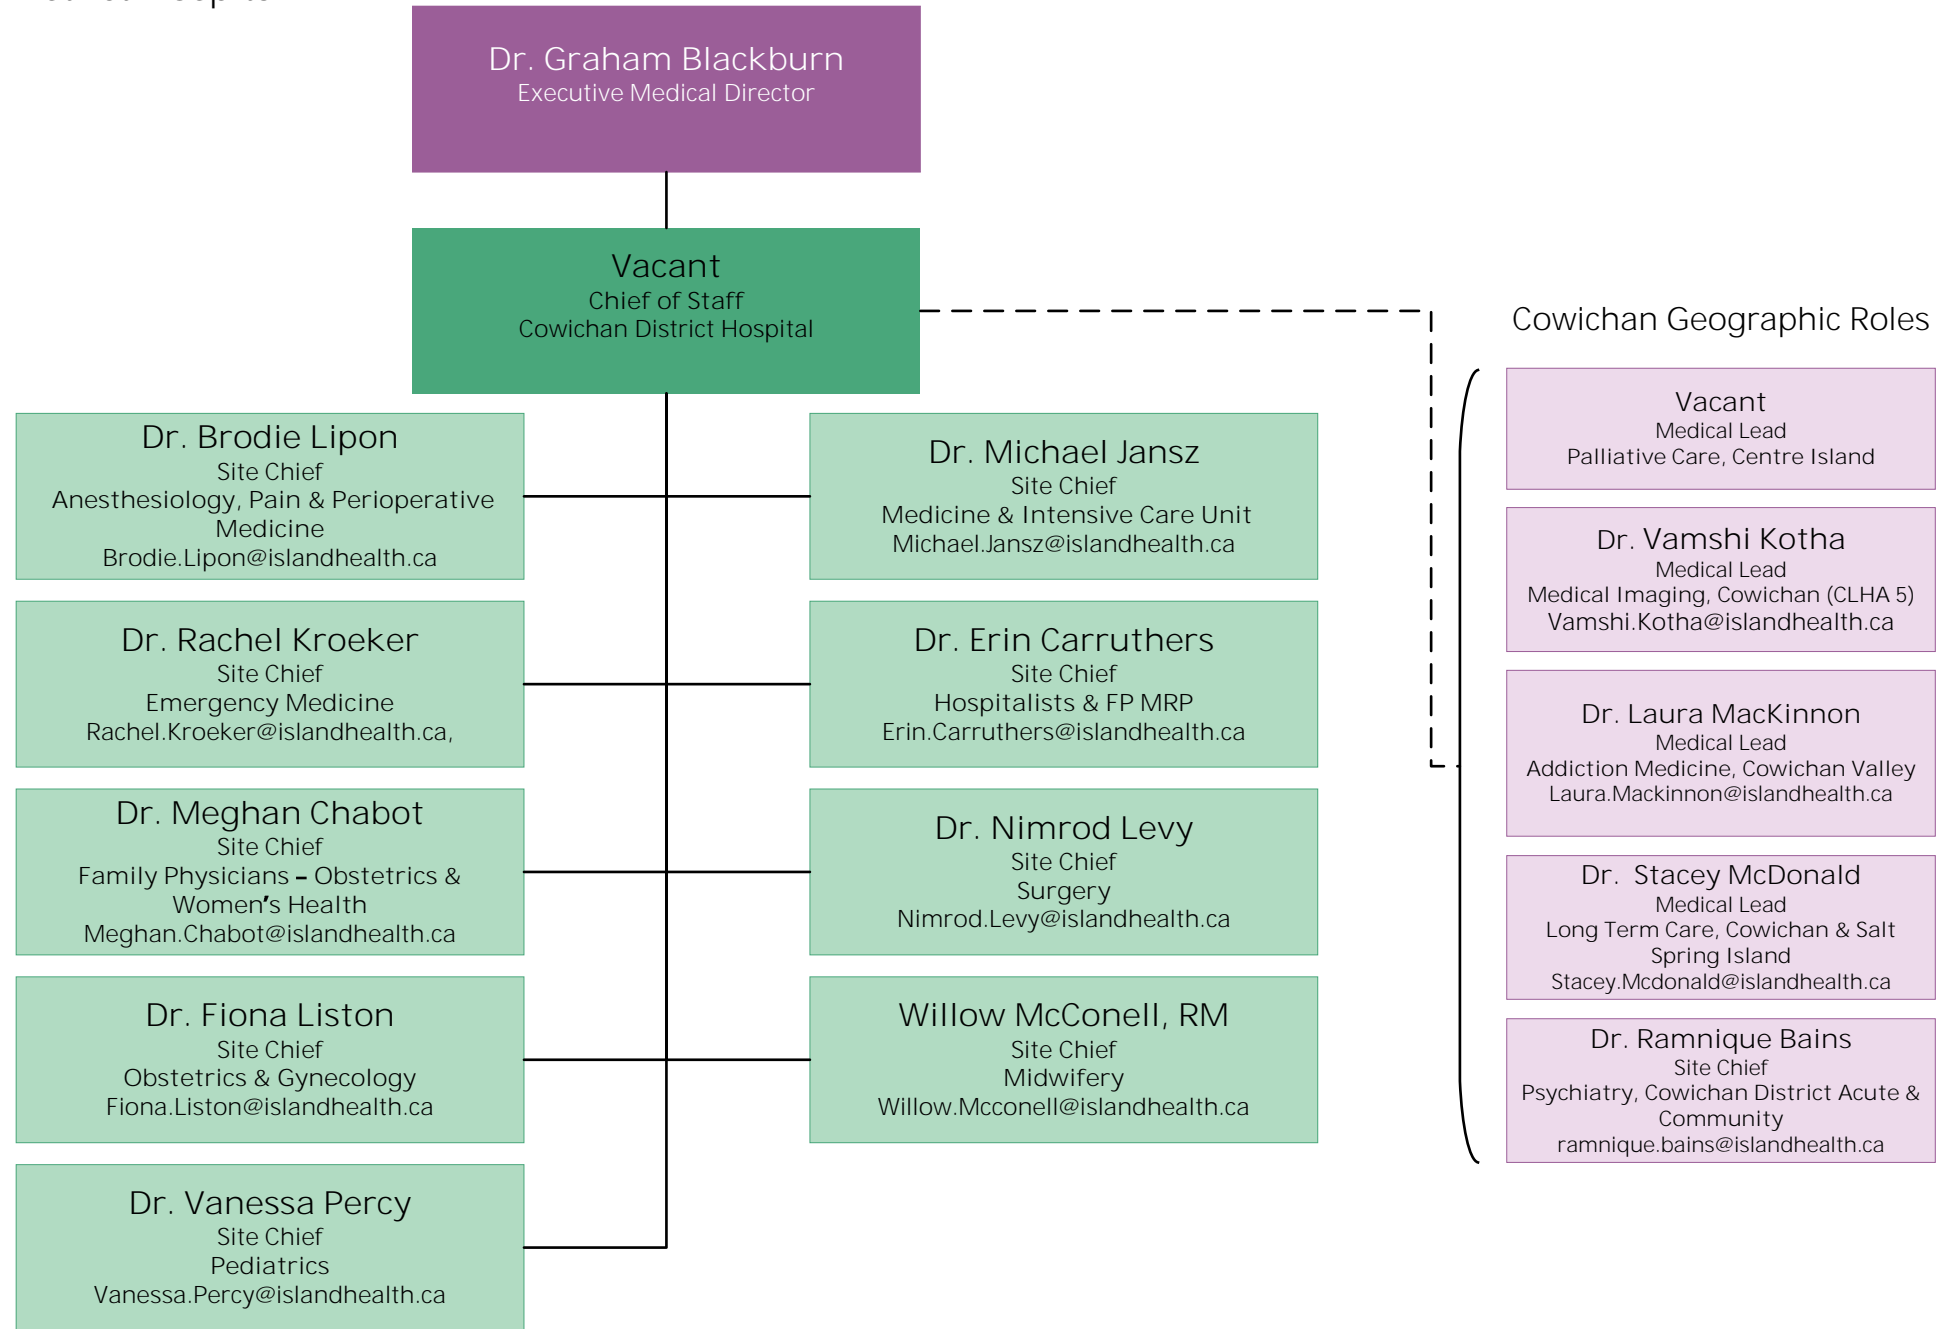 Dr. Graham Blackburn
Executive Medical Director
Vacant
Chief of Staff
Cowichan District Hospital
Dr. Brodie Lipon
Site Chief
Anesthesiology, Pain & Perioperative
Medicine
Brodie.Lipon@islandhealth.ca
Dr. Michael Jansz
Site Chief
Medicine & Intensive Care Unit
Michael.Jansz@islandhealth.ca
Dr. Rachel Kroeker
Site Chief
Emergency Medicine
Rachel.Kroeker@islandhealth.ca,
Dr. Erin Carruthers
Site Chief
Hospitalists & FP MRP
Erin.Carruthers@islandhealth.ca
Dr. Meghan Chabot
Site Chief
Family Physicians – Obstetrics &
Women's Health
Meghan.Chabot@islandhealth.ca
Dr. Nimrod Levy
Site Chief
Surgery
Nimrod.Levy@islandhealth.ca
Dr. Fiona Liston
Site Chief
Obstetrics & Gynecology
Fiona.Liston@islandhealth.ca
Willow McConell, RM
Site Chief
Midwifery
Willow.Mcconell@islandhealth.ca
Dr. Vanessa Percy
Site Chief
Pediatrics
Vanessa.Percy@islandhealth.ca
Cowichan Geographic Roles
Vacant
Medical Lead
Palliative Care, Centre Island
Dr. Vamshi Kotha
Medical Lead
Medical Imaging, Cowichan (CLHA 5)
Vamshi.Kotha@islandhealth.ca
Dr. Laura MacKinnon
Medical Lead
Addiction Medicine, Cowichan Valley
Laura.Mackinnon@islandhealth.ca
Dr. Stacey McDonald
Medical Lead
Long Term Care, Cowichan & Salt
Spring Island
Stacey.Mcdonald@islandhealth.ca
Dr. Ramnique Bains
Site Chief
Psychiatry, Cowichan District Acute &
Community
ramnique.bains@islandhealth.ca